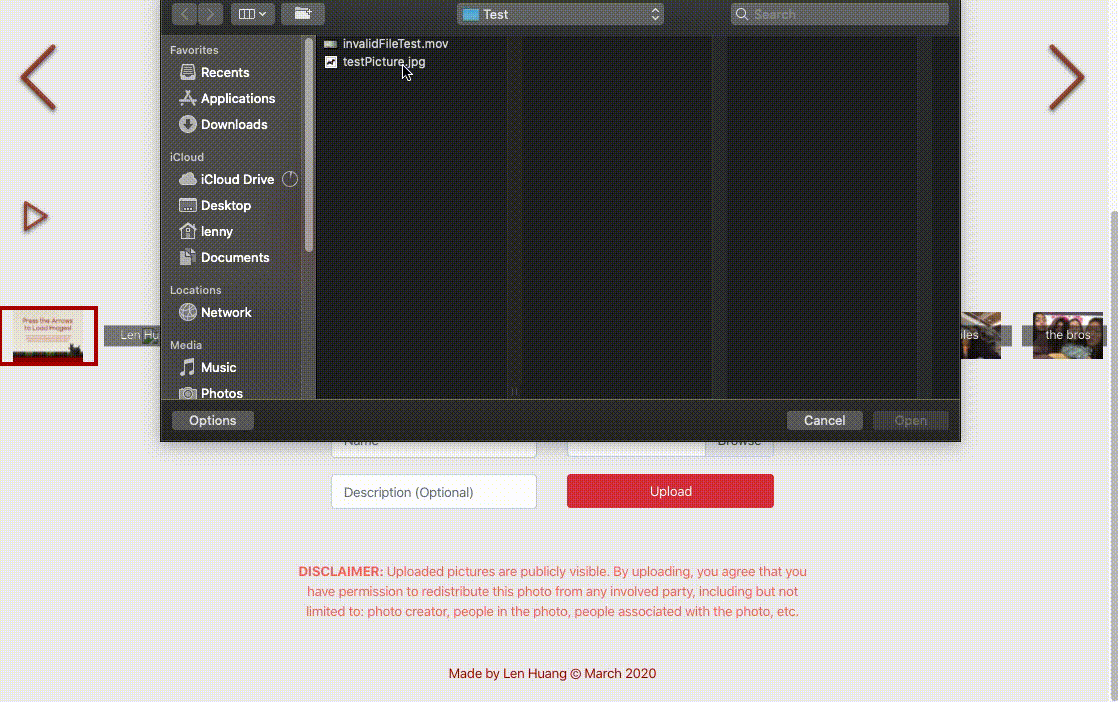 Test
Search
Favorites
Recents
Applications
Downloads
iCloud
iCloud Drive
Desktop
lenny
Documents
Locations
Network
Media
Music
Photos
invalidFileTest.mov
testPicture.jpg
Options
Cancel
Open
Press the Arrows
to Load Images!
Len Hu
iles
the bros
Name
Browse
Description (Optional)
Upload
DISCLAIMER: Uploaded pictures are publicly visible. By uploading, you agree that you
have permission to redistribute this photo from any involved party, including but not
limited to: photo creator, people in the photo, people associated with the photo, etc.
Made by Len Huang © March 2020